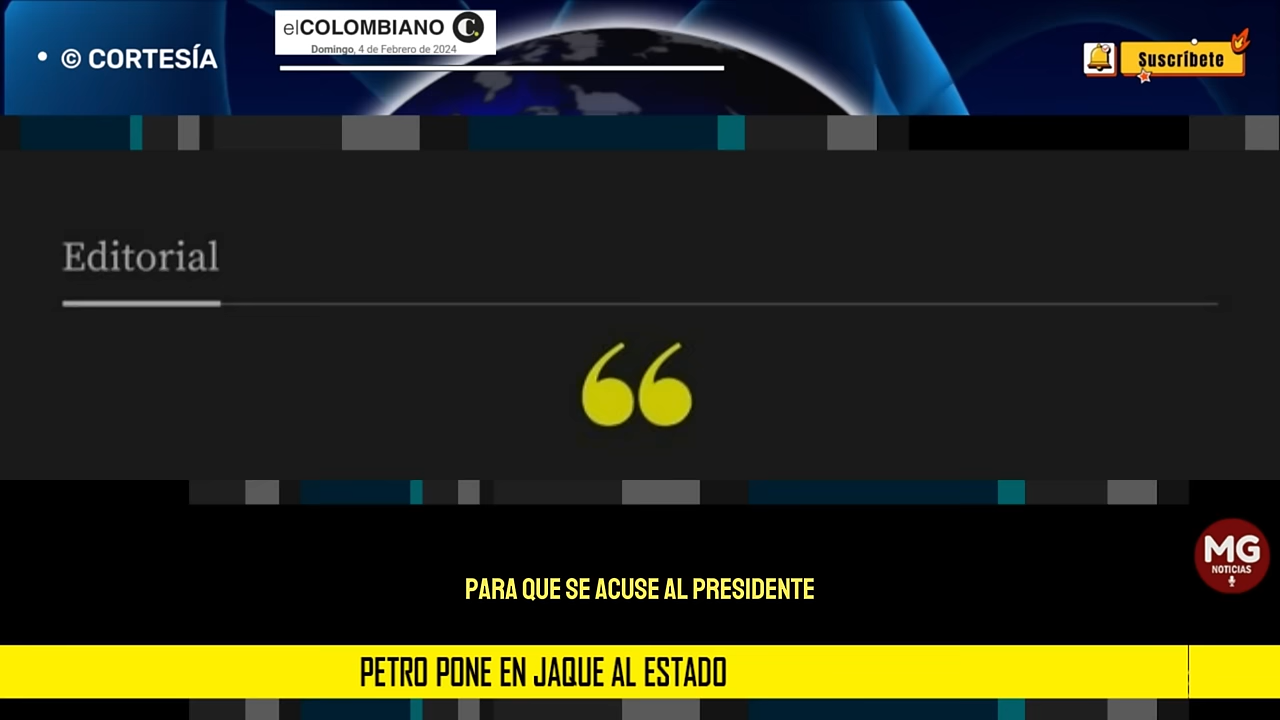 • © CORTESÍA
elCOLOMBIANO C
Domingo, 4 de Febrero de 2024
Suscríbete
Editorial
“
MG
NOTICIAS
PARA QUE SE ACUSE AL PRESIDENTE
PETRO PONE EN JAQUE AL ESTADO